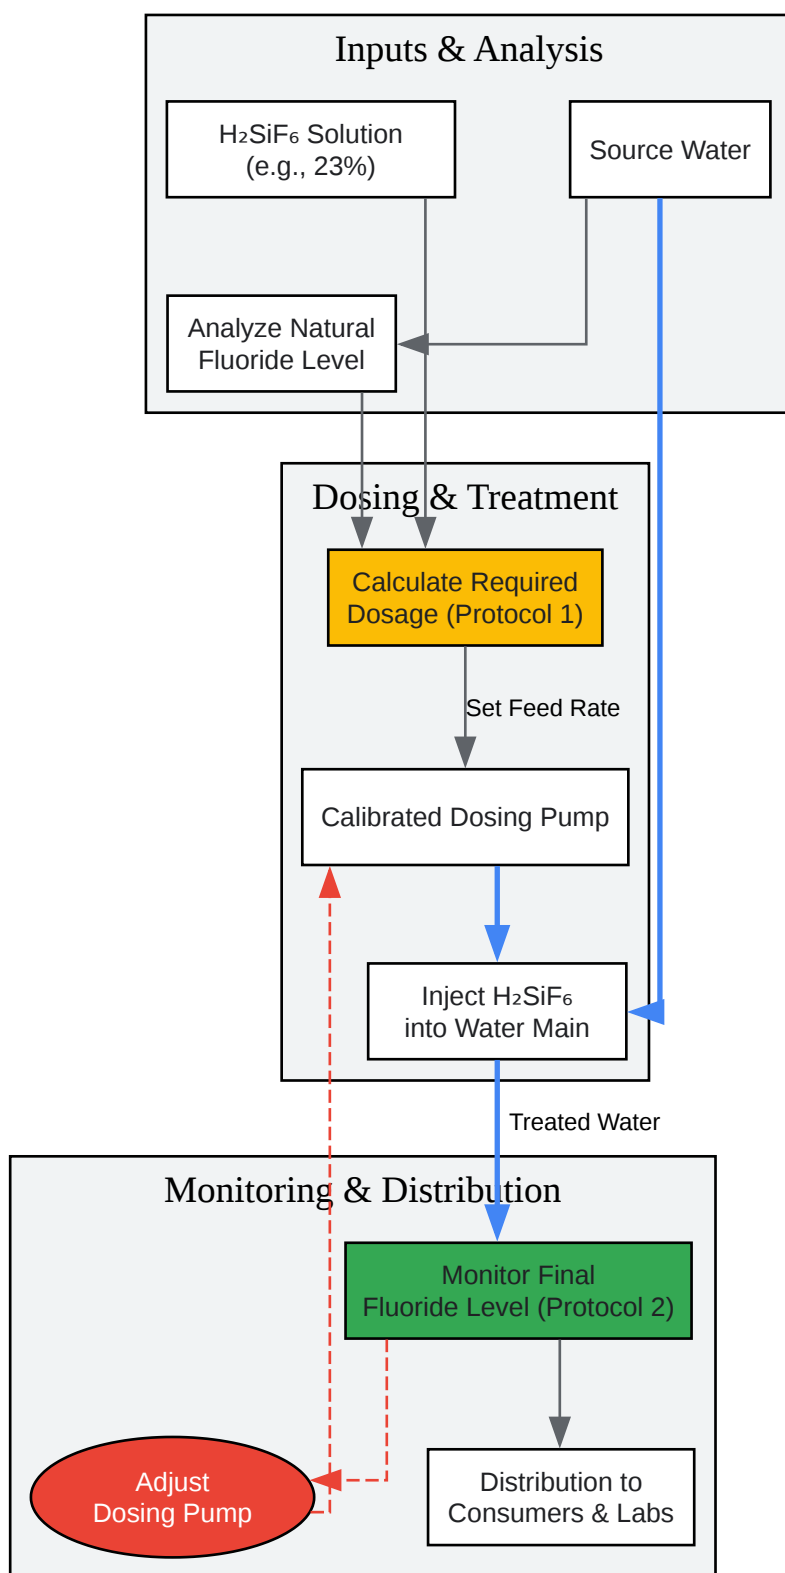 Inputs & Analysis
H₂SiF₆ Solution
(e.g., 23%)
Source Water
Analyze Natural
Fluoride Level
Dosing & Treatment
Calculate Required
Dosage (Protocol 1)
Set Feed Rate
Calibrated Dosing Pump
Inject H₂SiF₆
into Water Main
Treated Water
Monitoring & Distribution
Monitor Final
Fluoride Level (Protocol 2)
Adjust
Dosing Pump
Distribution to
Consumers & Labs